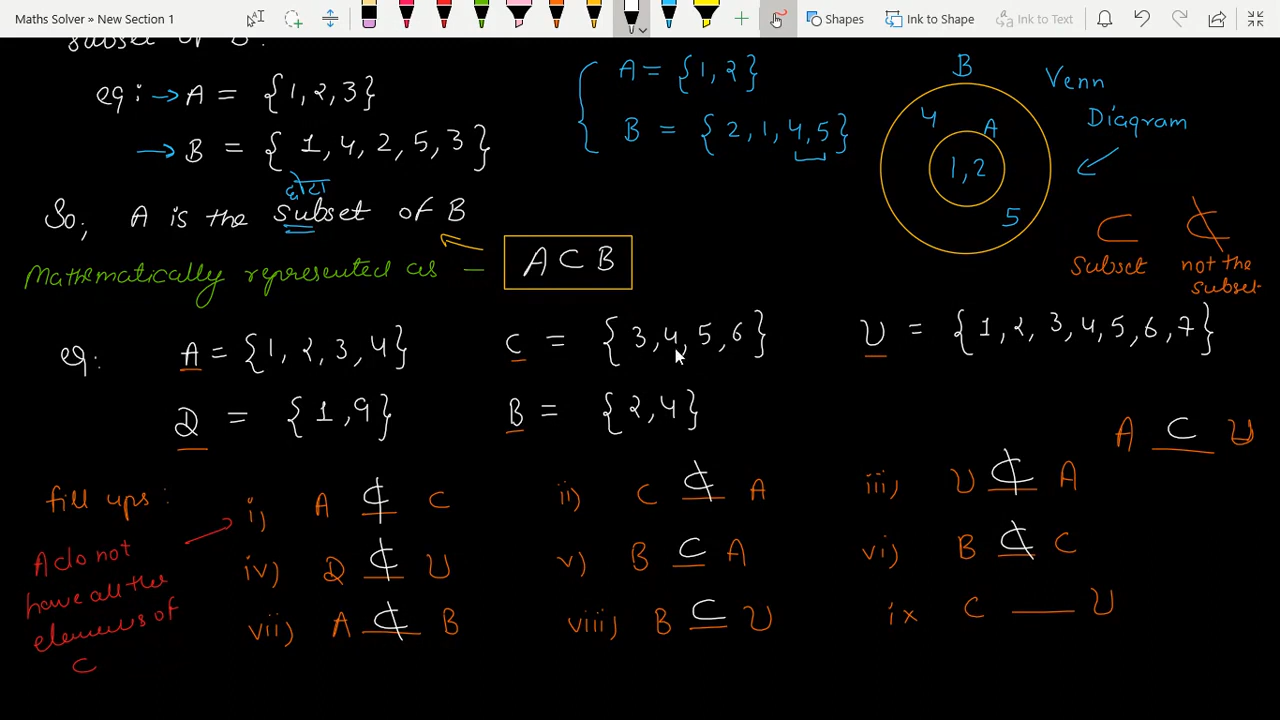 Maths Solver » New Section 1
Shapes
Ink to Shape
Ink to Text
subset of B.
eg: → A = {1, 2, 3}
→ B = { 1, 4, 2, 5, 3}
So, A is the subset of B
Mathematically represented as — A ⊂ B
A = {1, 2}
B = { 2, 1, 4, 5}
B
Venn
Diagram
4
A
1, 2
5
⊂
⊄
Subset
not the
subset
eg: A = {1, 2, 3, 4}
C = {3, 4, 5, 6}
U = {1, 2, 3, 4, 5, 6, 7}
D = {1, 9}
B = {2, 4}
A ⊂ U
fill ups :
i) A ⊄ C
ii) C ⊄ A
iii) U ⊄ A
iv) D ⊄ U
v) B ⊂ A
vi) B ⊄ C
vii) A ⊄ B
viii) B ⊂ U
ix C ___ U
A do not
have all the
elements of
C